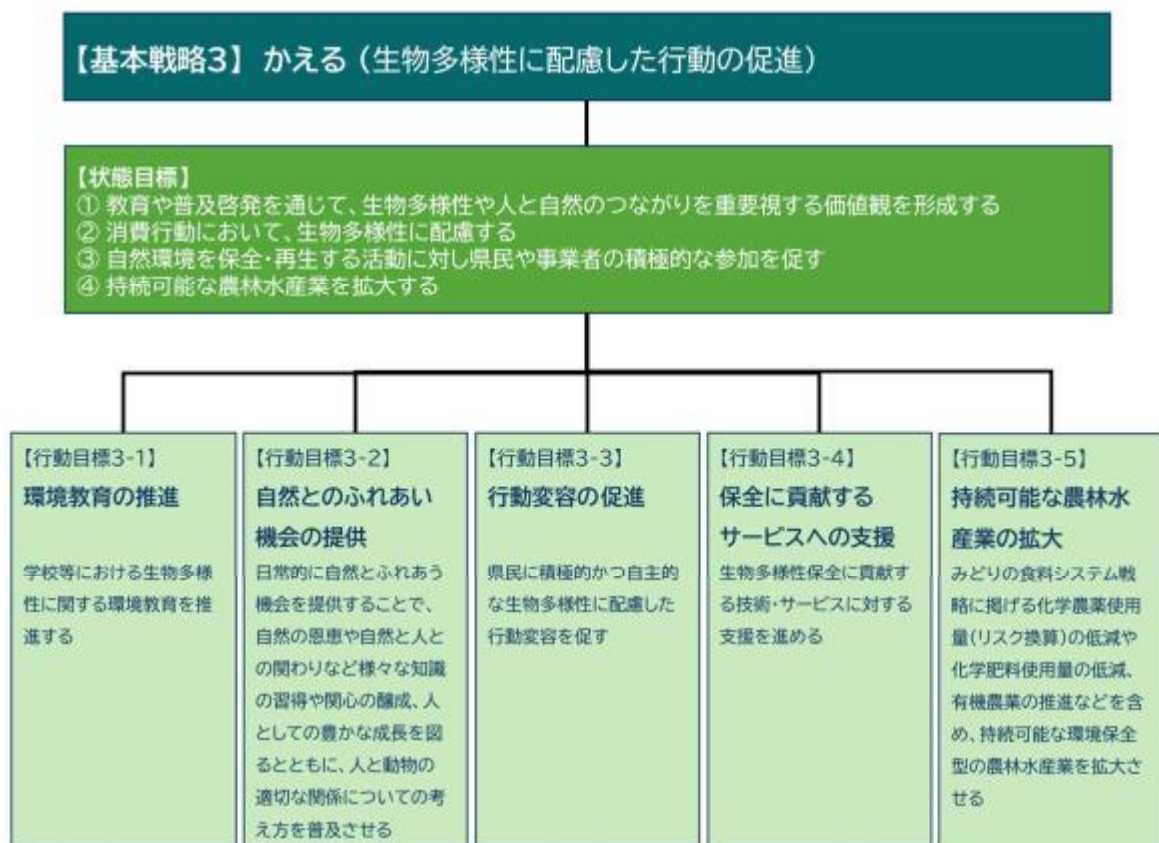 【基本戦略3】 かえる（生物多様性に配慮した行動の促進）
【状態目標】
① 教育や普及啓発を通じて、生物多様性や人と自然のつながりを重要視する価値観を形成する
② 消費行動において、生物多様性に配慮する
③ 自然環境を保全・再生する活動に対し県民や事業者の積極的な参加を促す
④ 持続可能な農林水産業を拡大する
【行動目標3-1】
環境教育の推進
学校等における生物多様
性に関する環境教育を推
進する
【行動目標3-2】
自然とのふれあい
機会の提供
日常的に自然とふれあう
機会を提供することで、
自然の恩恵や自然と人と
の関わりなど様々な知識
の習得や関心の醸成、人
としての豊かな成長を図
るとともに、人と動物の
適切な関係についての考
え方を普及させる
【行動目標3-3】
行動変容の促進
県民に積極的かつ自主的
な生物多様性に配慮した
行動変容を促す
【行動目標3-4】
保全に貢献する
サービスへの支援
生物多様性保全に貢献す
る技術・サービスに対する
支援を進める
【行動目標3-5】
持続可能な農林水
産業の拡大
みどりの食料システム戦
略に掲げる化学農薬使用
量(リスク換算)の低減や
化学肥料使用量の低減、
有機農業の推進などを含
め、持続可能な環境保全
型の農林水産業を拡大さ
せる